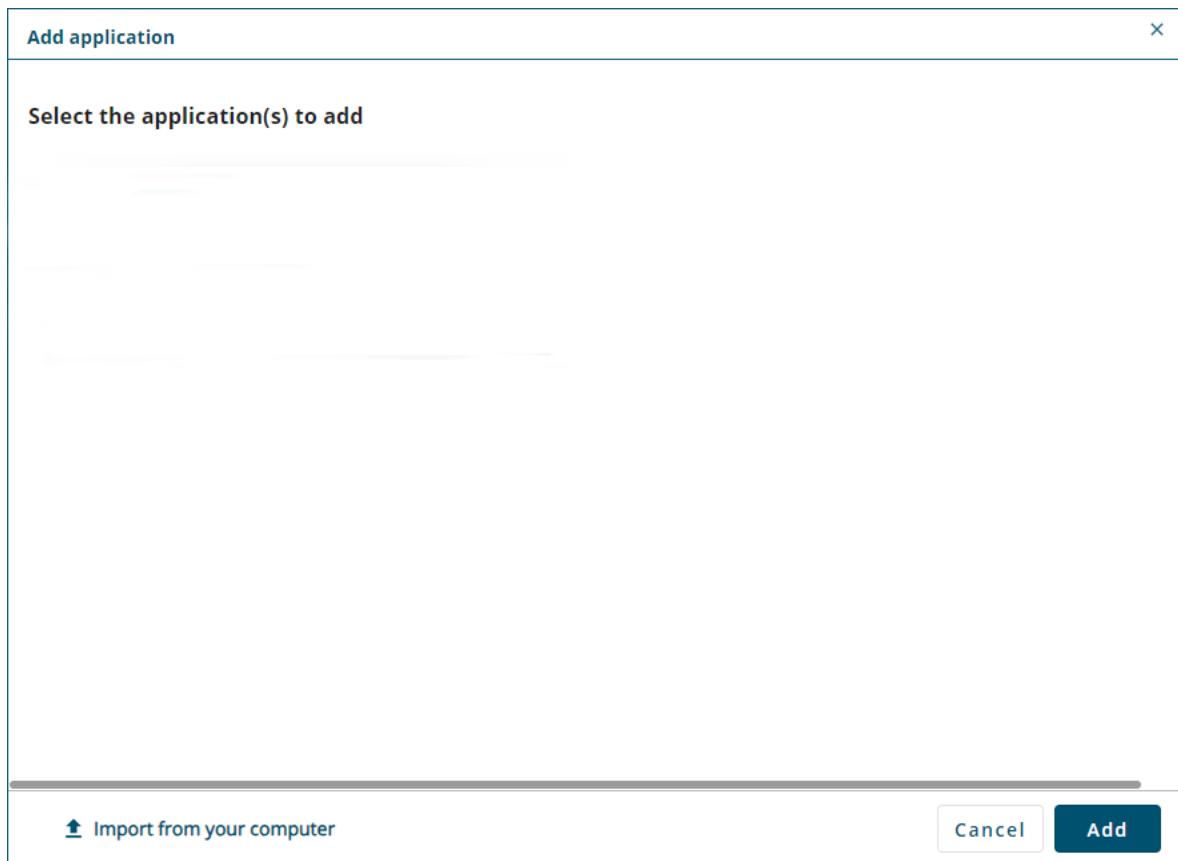 Add application
Select the application(s) to add
Import from your computer
Cancel
Add